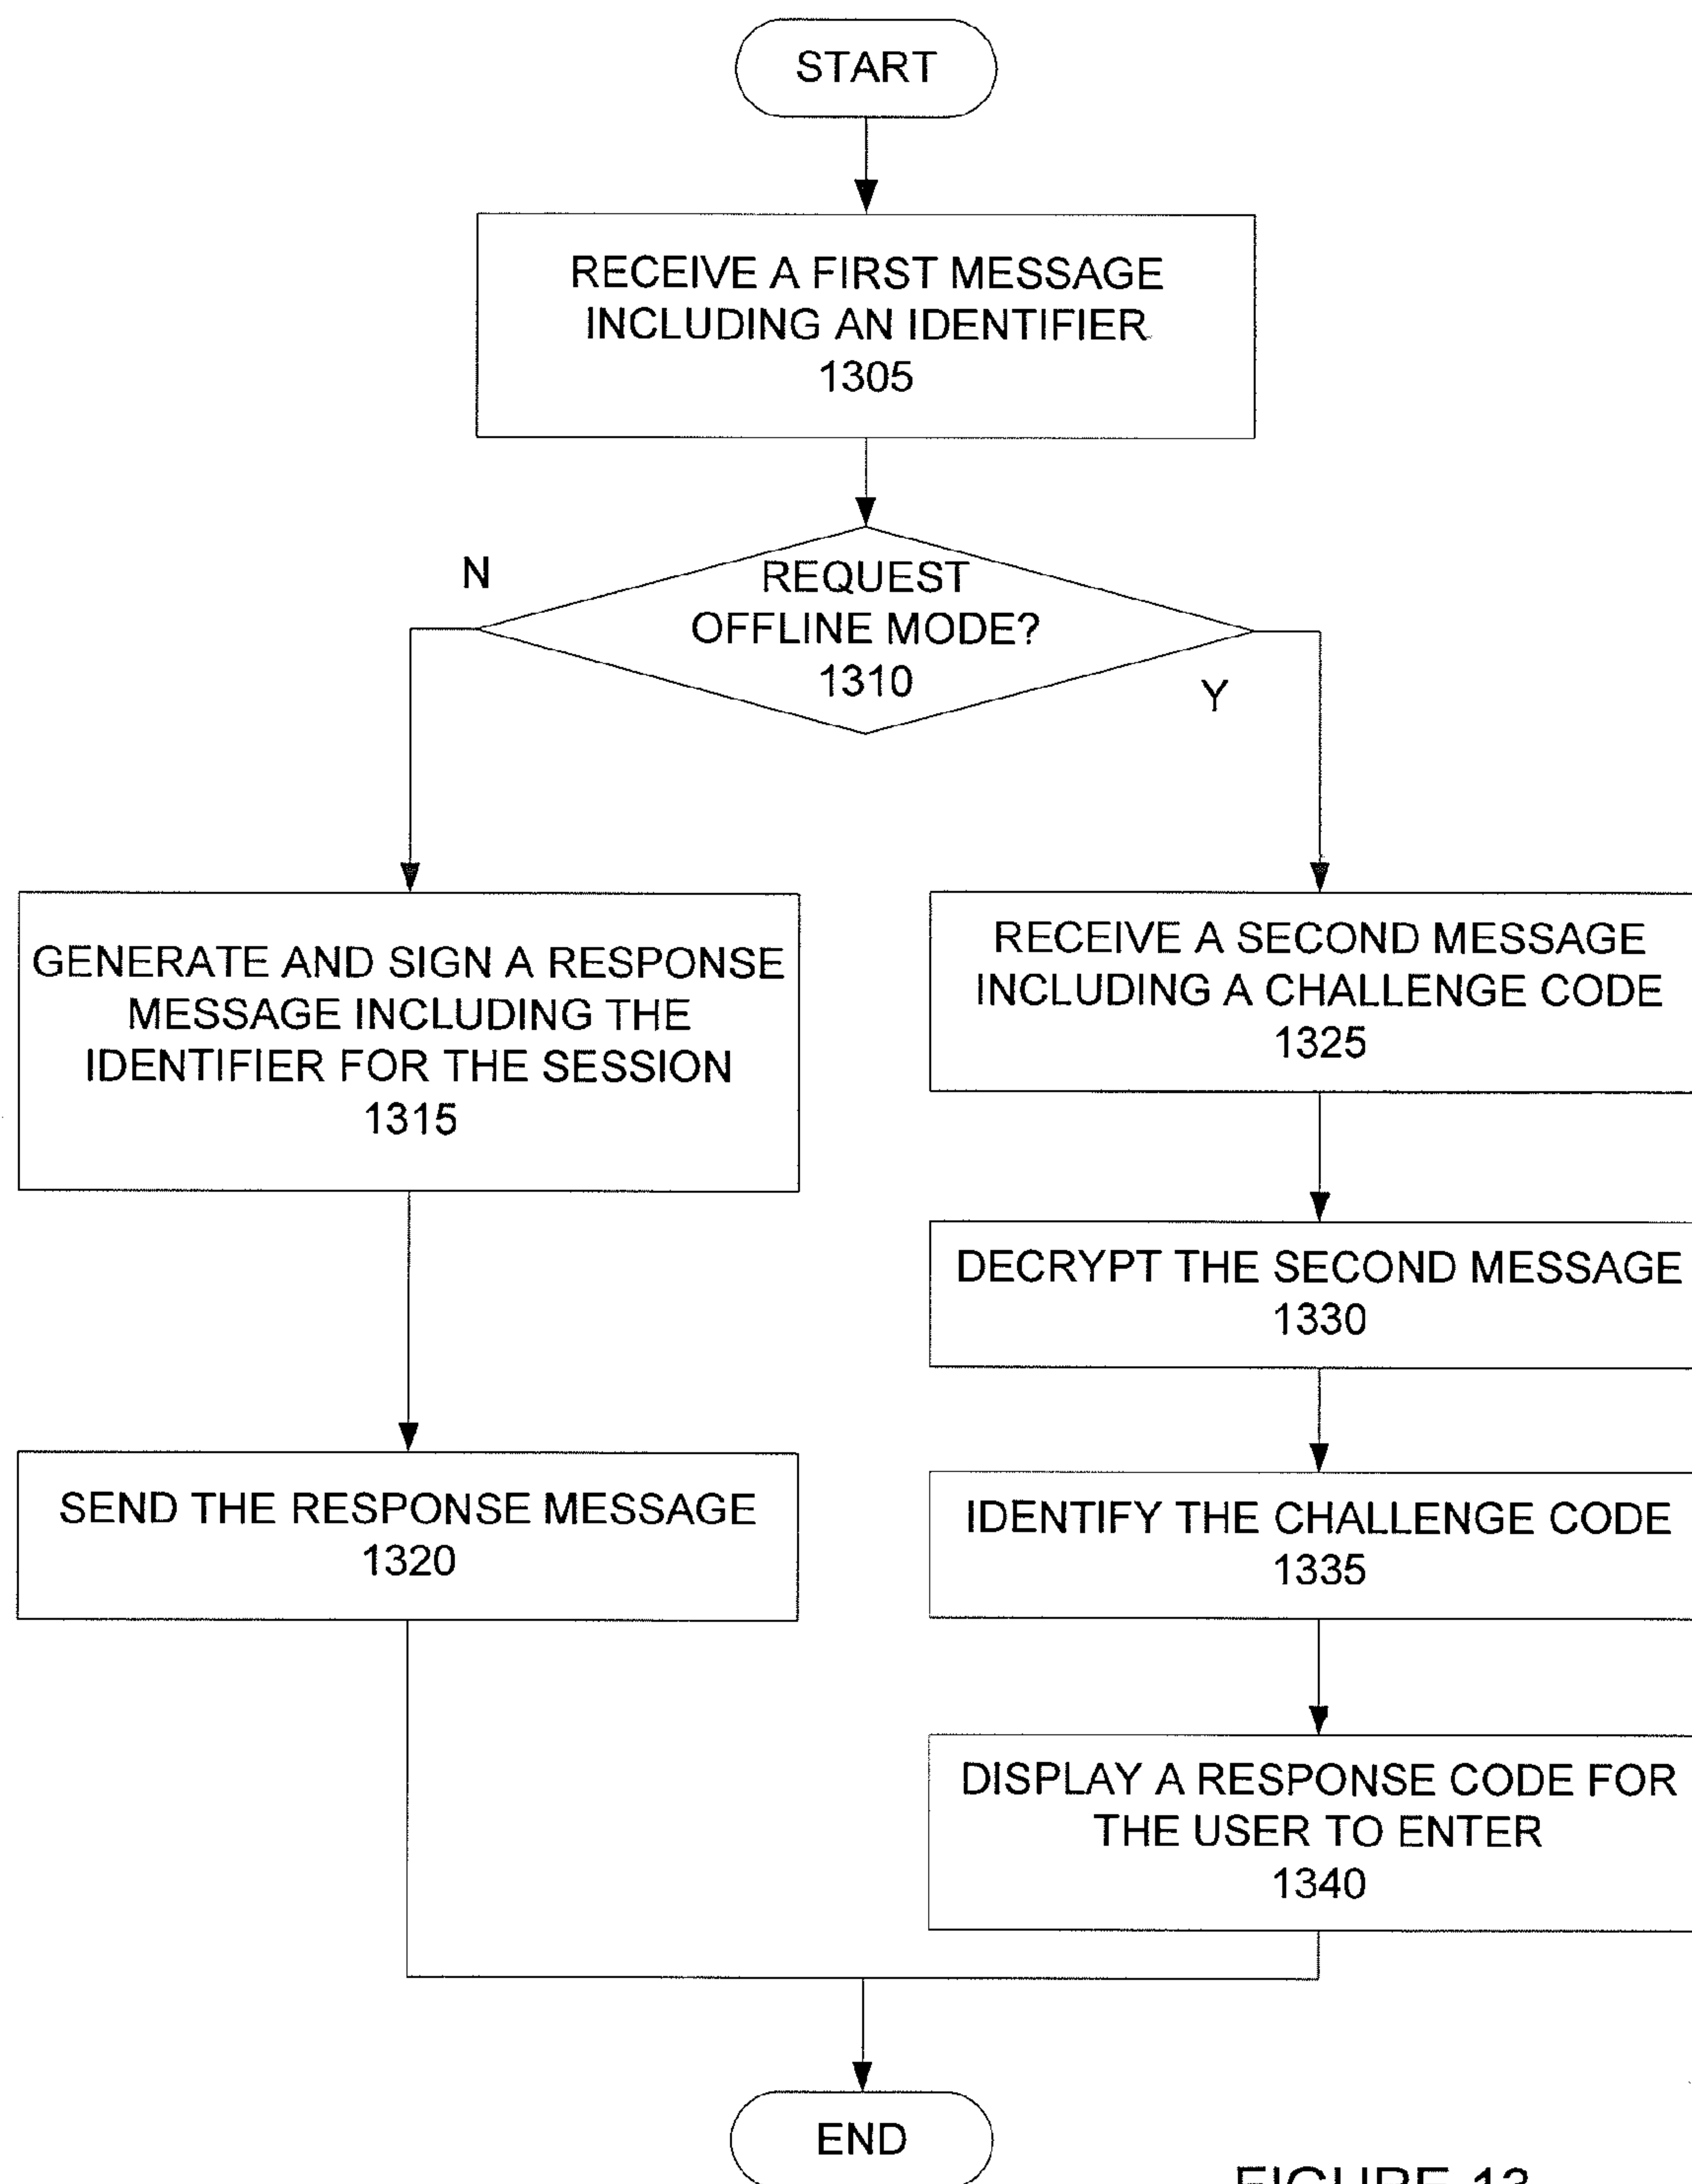 START
RECEIVE A FIRST MESSAGE
INCLUDING AN IDENTIFIER
1305
REQUEST
OFFLINE MODE?
1310
N
Y
GENERATE AND SIGN A RESPONSE
MESSAGE INCLUDING THE
IDENTIFIER FOR THE SESSION
1315
SEND THE RESPONSE MESSAGE
1320
RECEIVE A SECOND MESSAGE
INCLUDING A CHALLENGE CODE
1325
DECRYPT THE SECOND MESSAGE
1330
IDENTIFY THE CHALLENGE CODE
1335
DISPLAY A RESPONSE CODE FOR
THE USER TO ENTER
1340
END
FIGURE 13